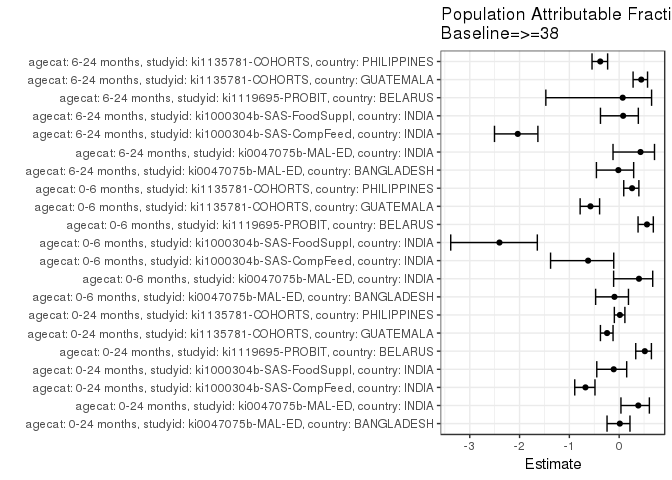 Population Attributable Fracti
Baseline=>=38
agecat: 6-24 months, studyid: ki1135781-COHORTS, country: PHILIPPINES
agecat: 6-24 months, studyid: ki1135781-COHORTS, country: GUATEMALA
agecat: 6-24 months, studyid: ki1119695-PROBIT, country: BELARUS
agecat: 6-24 months, studyid: ki1000304b-SAS-FoodSuppl, country: INDIA
agecat: 6-24 months, studyid: ki1000304b-SAS-CompFeed, country: INDIA
agecat: 6-24 months, studyid: ki0047075b-MAL-ED, country: INDIA
agecat: 6-24 months, studyid: ki0047075b-MAL-ED, country: BANGLADESH
agecat: 0-6 months, studyid: ki1135781-COHORTS, country: PHILIPPINES
agecat: 0-6 months, studyid: ki1135781-COHORTS, country: GUATEMALA
agecat: 0-6 months, studyid: ki1119695-PROBIT, country: BELARUS
agecat: 0-6 months, studyid: ki1000304b-SAS-FoodSuppl, country: INDIA
agecat: 0-6 months, studyid: ki1000304b-SAS-CompFeed, country: INDIA
agecat: 0-6 months, studyid: ki0047075b-MAL-ED, country: INDIA
agecat: 0-6 months, studyid: ki0047075b-MAL-ED, country: BANGLADESH
agecat: 0-24 months, studyid: ki1135781-COHORTS, country: PHILIPPINES
agecat: 0-24 months, studyid: ki1135781-COHORTS, country: GUATEMALA
agecat: 0-24 months, studyid: ki1119695-PROBIT, country: BELARUS
agecat: 0-24 months, studyid: ki1000304b-SAS-FoodSuppl, country: INDIA
agecat: 0-24 months, studyid: ki1000304b-SAS-CompFeed, country: INDIA
agecat: 0-24 months, studyid: ki0047075b-MAL-ED, country: INDIA
agecat: 0-24 months, studyid: ki0047075b-MAL-ED, country: BANGLADESH
-3 -2 -1 0
Estimate